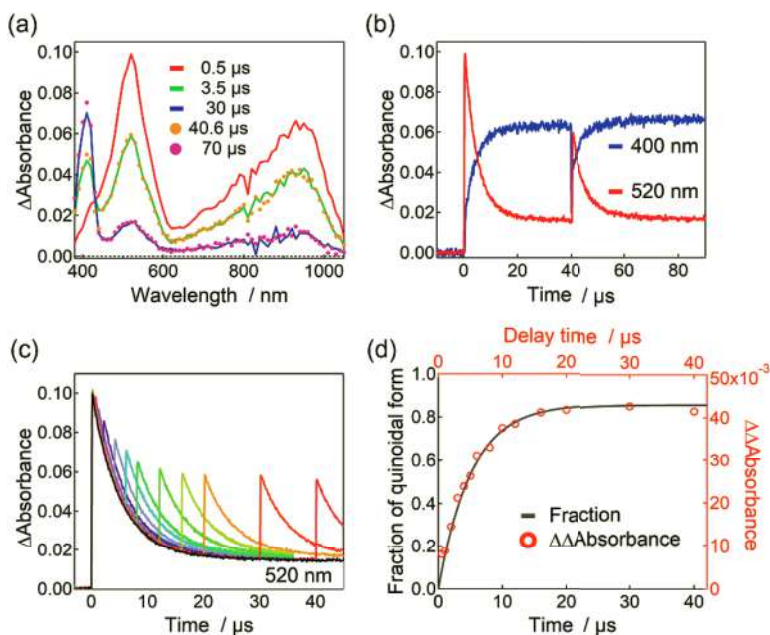 (a)
0.10
0.08
0.06
0.04
0.02
0.00
ΔAbsorbance
0.5 µs
3.5 µs
30 µs
40.6 µs
70 µs
400
600
800
1000
Wavelength / nm
(b)
0.10
0.08
0.06
0.04
0.02
0.00
ΔAbsorbance
400 nm
520 nm
0
20
40
60
80
Time / µs
(c)
0.10
0.08
0.06
0.04
0.02
0.00
ΔAbsorbance
520 nm
0
10
20
30
40
Time / µs
(d)
Delay time / µs
0
10
20
30
40
1.0
0.8
0.6
0.4
0.2
0.0
Fraction of quinoidal form
50x10⁻³
40
30
20
10
0
ΔΔAbsorbance
Fraction
ΔΔAbsorbance
0
10
20
30
40
Time / µs